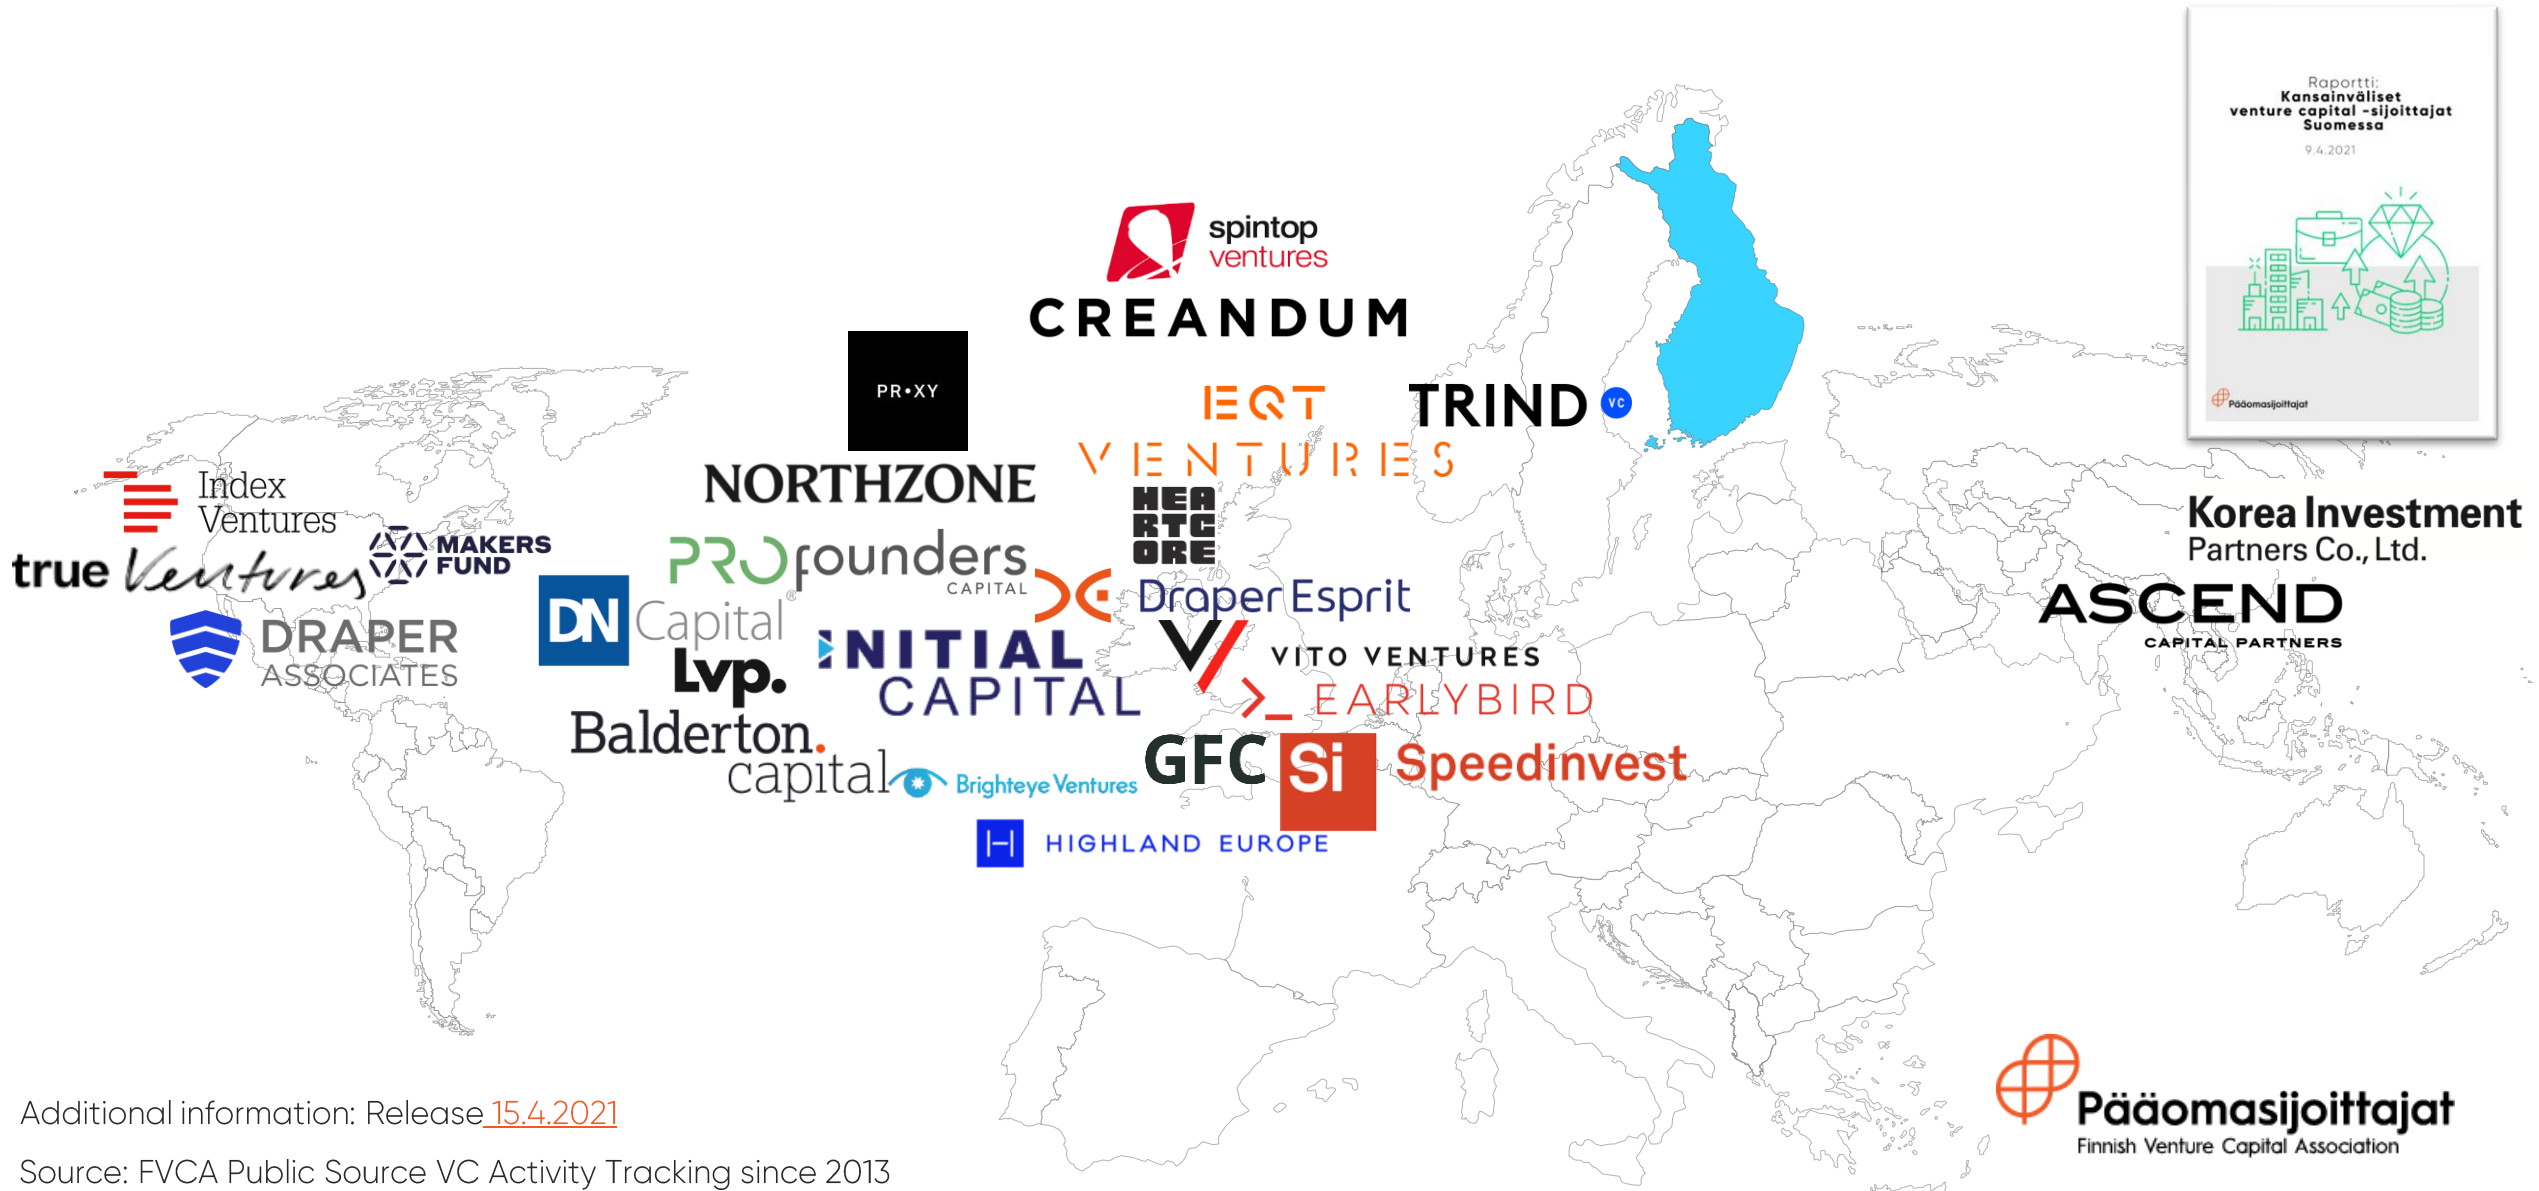 Raportti:
Kansainväliset
venture capital -sijoittajat
Suomessa
9.4.2021
Pääomasijoittajat
spintop
ventures
CREANDUM
PR•XY
EQT
VENTURES
TRIND VC
NORTHZONE
HEA
RTC
ORE
Index
Ventures
true Ventures
MAKERS
FUND
DRAPER
ASSOCIATES
PROfounders
CAPITAL
DN Capital®
Draper Esprit
Lvp.
INITIAL
CAPITAL
VITO VENTURES
EARLYBIRD
Balderton.
capital
Brighteye Ventures
GFC
Si Speedinvest
H HIGHLAND EUROPE
Korea Investment
Partners Co., Ltd.
ASCEND
CAPITAL PARTNERS
Additional information: Release 15.4.2021
Source: FVCA Public Source VC Activity Tracking since 2013
Pääomasijoittajat
Finnish Venture Capital Association